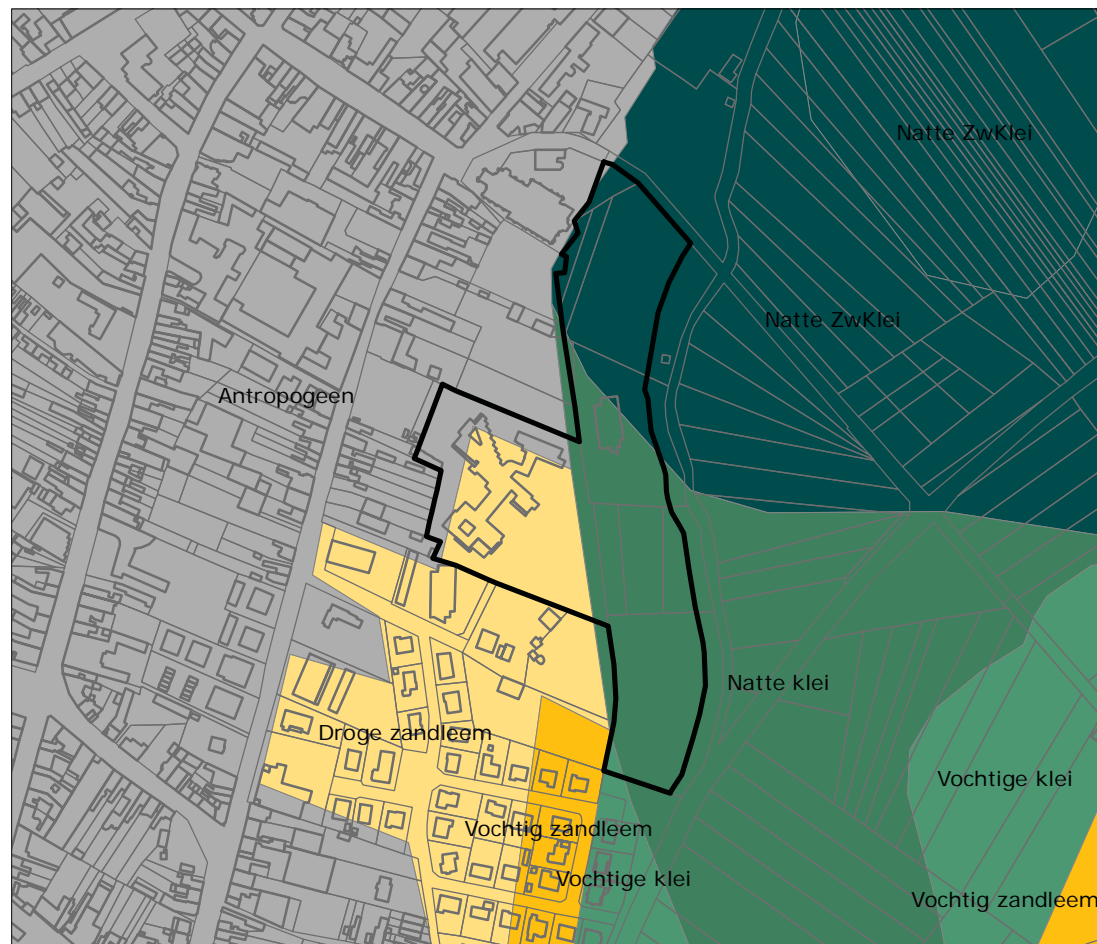 Natte ZwKlei
Natte ZwKlei
Antropogeen
Natte klei
Droge zandleem
Vochtige klei
Vochtig zandleem
Vochtige klei
Vochtig zandleem